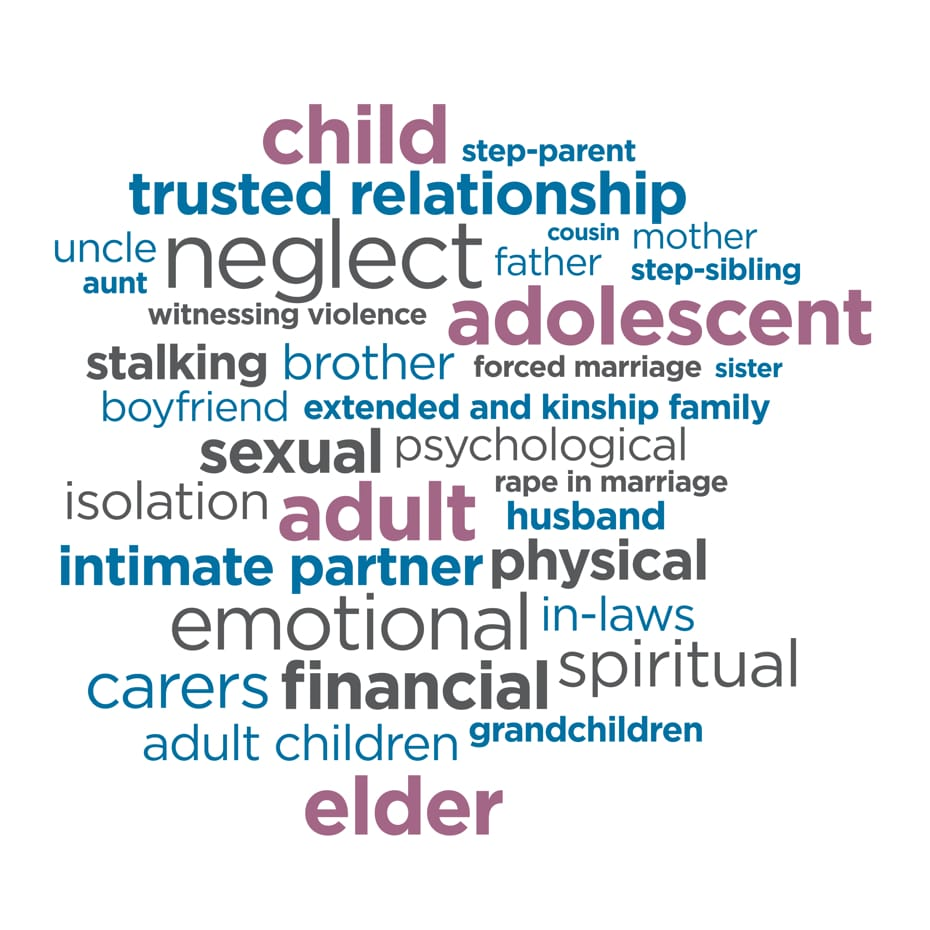 child step-parent
trusted relationship
uncle neglect father cousin mother
aunt step-sibling
witnessing violence adolescent
stalking brother forced marriage sister
boyfriend extended and kinship family
sexual psychological
isolation adult rape in marriage
husband
intimate partner physical
emotional in-laws
carers financial spiritual
adult children grandchildren
elder